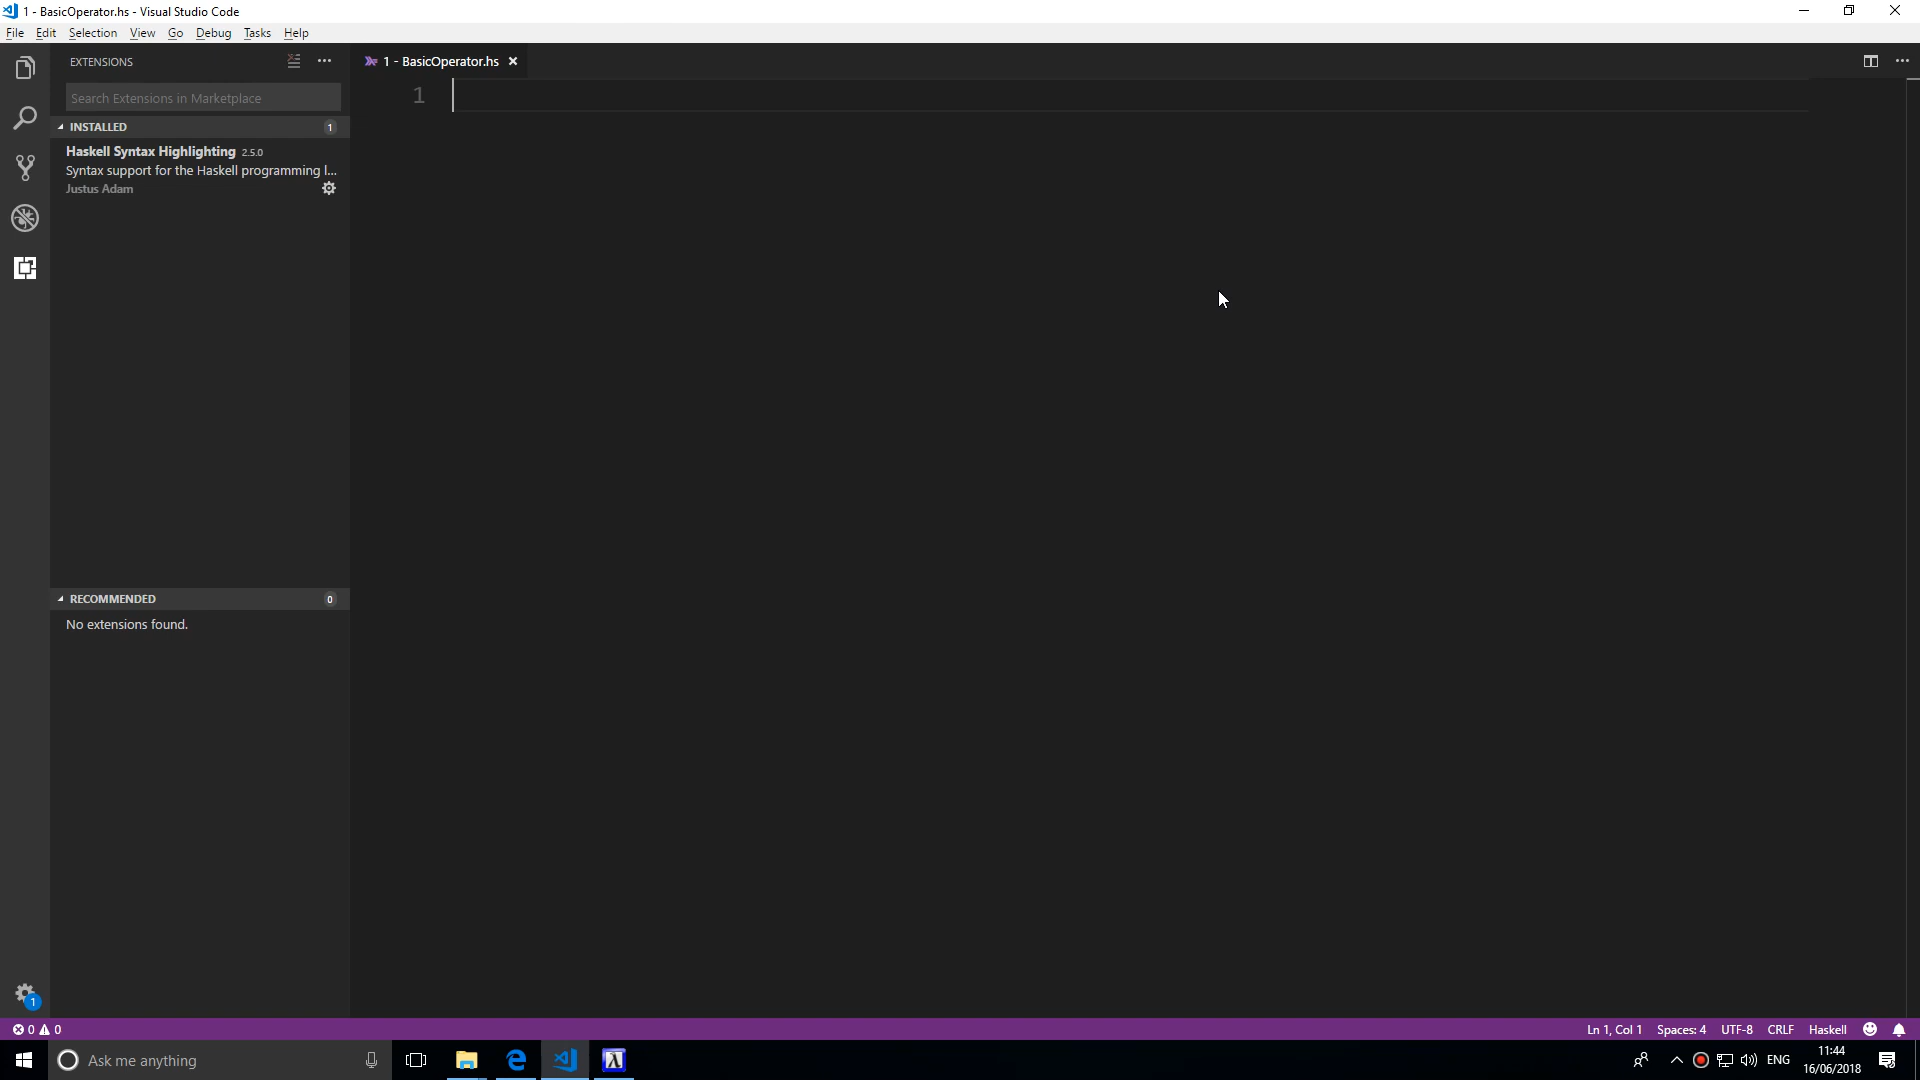 1 - BasicOperator.hs - Visual Studio Code
File Edit Selection View Go Debug Tasks Help
EXTENSIONS
1 - BasicOperator.hs
Search Extensions in Marketplace
1
INSTALLED 1
Haskell Syntax Highlighting 2.5.0
Syntax support for the Haskell programming l...
Justus Adam
RECOMMENDED 0
No extensions found.
1
0 0
Ln 1, Col 1 Spaces: 4 UTF-8 CRLF Haskell
Ask me anything
ENG
11:44
16/06/2018